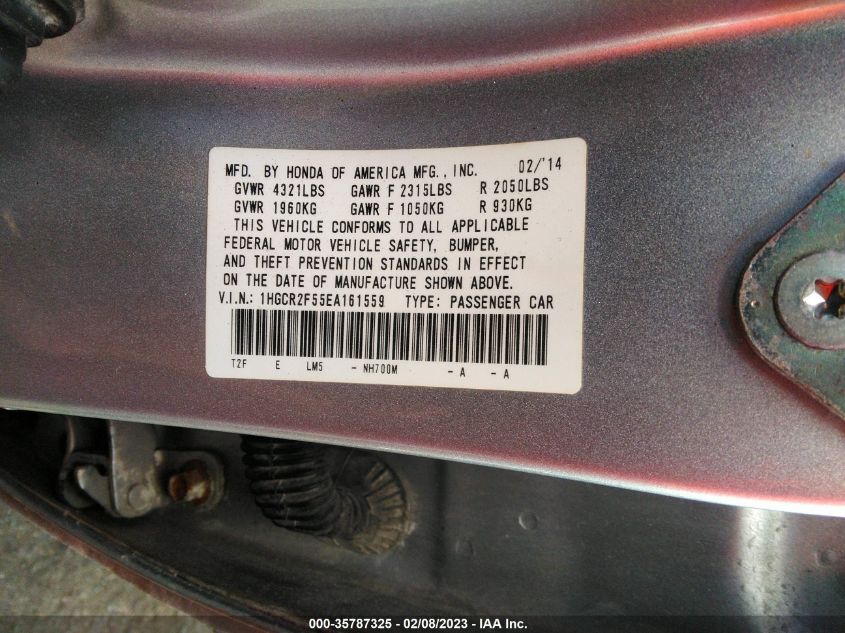 MFD. BY HONDA OF AMERICA MFG., INC. 02/'14
GVWR 4321LBS GAWR F 2315LBS R 2050LBS
GVWR 1960KG GAWR F 1050KG R 930KG
THIS VEHICLE CONFORMS TO ALL APPLICABLE
FEDERAL MOTOR VEHICLE SAFETY, BUMPER,
AND THEFT PREVENTION STANDARDS IN EFFECT
ON THE DATE OF MANUFACTURE SHOWN ABOVE.
V.I.N.: 1HGCR2F55EA161559 TYPE: PASSENGER CAR
T2F E LM5 - NH700M - A - A
000-35787325 - 02/08/2023 - IAA Inc.